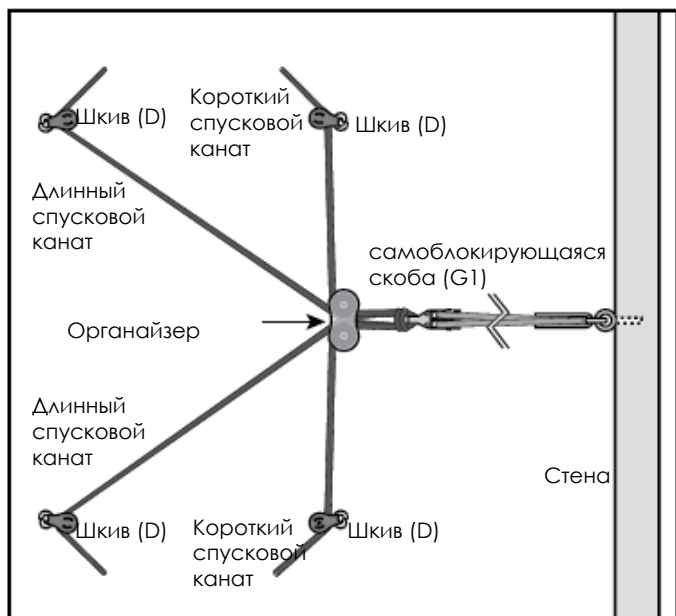 Шкив (D)
Короткий
спусковой
канат
Шкив (D)
Длинный
спусковой
канат
самоблокирующаяся
скоба (G1)
Органайзер
Длинный
спусковой
канат
Стена
Шкив (D)
Короткий
спусковой
канат
Шкив (D)